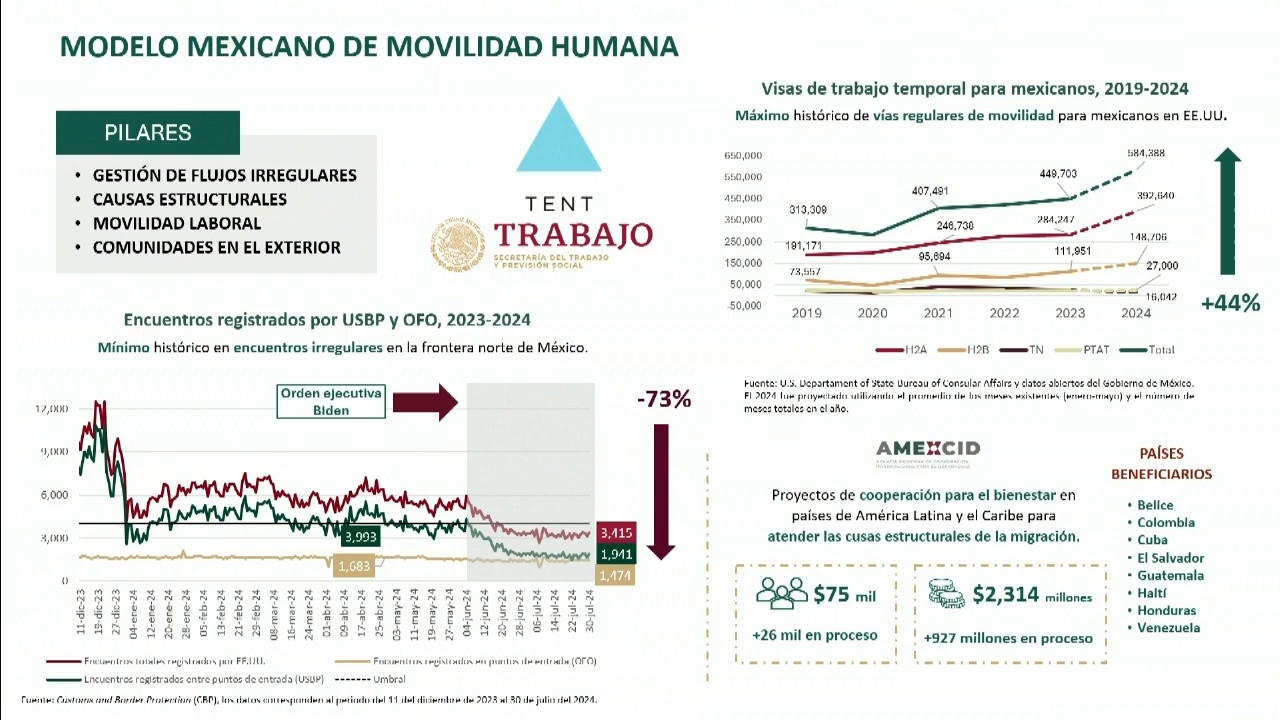 MODELO MEXICANO DE MOVILIDAD HUMANA
PILARES
• GESTIÓN DE FLUJOS IRREGULARES
• CAUSAS ESTRUCTURALES
• MOVILIDAD LABORAL
• COMUNIDADES EN EL EXTERIOR
TENT
TRABAJO
SECRETARÍA DEL TRABAJO
Y PREVISIÓN SOCIAL
Encuentros registrados por USBP y OFO, 2023-2024
Mínimo histórico en encuentros irregulares en la frontera norte de México.
Orden ejecutiva
Biden
-73%
12,000
9,000
6,000
3,000
0
3,993
1,683
3,415
1,941
1,474
11-dic-23
19-dic-23
27-dic-23
04-ene-24
12-ene-24
20-ene-24
28-ene-24
05-feb-24
13-feb-24
21-feb-24
29-feb-24
08-mar-24
16-mar-24
24-mar-24
01-abr-24
09-abr-24
17-abr-24
25-abr-24
03-may-24
11-may-24
19-may-24
27-may-24
04-jun-24
12-jun-24
20-jun-24
28-jun-24
06-jul-24
14-jul-24
22-jul-24
30-jul-24
Encuentros totales registrados por EE.UU.
Encuentros registrados en puntos de entrada (OFO)
Encuentros registrados entre puntos de entrada (USBP)
Umbral
Fuente: Customs and Border Protection (CBP), los datos corresponden al periodo del 11 del diciembre de 2023 al 30 de julio del 2024.
Visas de trabajo temporal para mexicanos, 2019-2024
Máximo histórico de vías regulares de movilidad para mexicanos en EE.UU.
650,000
550,000
450,000
350,000
250,000
150,000
50,000
-50,000
313,309
191,171
73,557
407,491
246,738
95,694
449,703
284,247
111,951
584,388
392,640
148,706
27,000
16,042
2019
2020
2021
2022
2023
2024
+44%
H2A
H2B
TN
PTAT
Total
Fuente: U.S. Departament of State Bureau of Consular Affairs y datos abiertos del Gobierno de México.
El 2024 fue proyectado utilizando el promedio de los meses existentes (enero-mayo) y el número de
meses totales en el año.
AMEXCID
AGENCIA MEXICANA DE COOPERACIÓN
INTERNACIONAL PARA EL DESARROLLO
Proyectos de cooperación para el bienestar en
países de América Latina y el Caribe para
atender las cusas estructurales de la migración.
$75 mil
+26 mil en proceso
$2,314 millones
+927 millones en proceso
PAÍSES
BENEFICIARIOS
• Belice
• Colombia
• Cuba
• El Salvador
• Guatemala
• Haití
• Honduras
• Venezuela